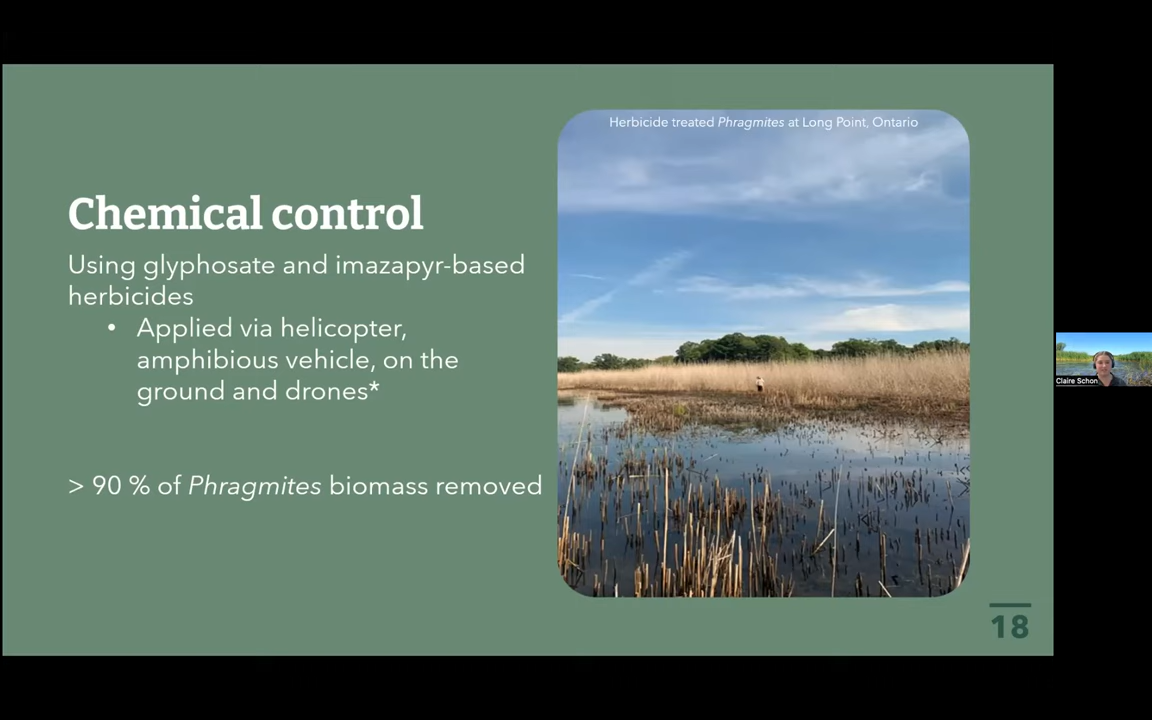 Herbicide treated Phragmites at Long Point, Ontario
Chemical control
Using glyphosate and imazapyr-based
herbicides
• Applied via helicopter,
amphibious vehicle, on the
ground and drones*
> 90 % of Phragmites biomass removed
18
Claire Schon